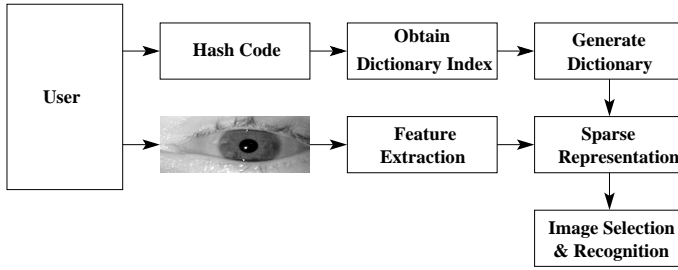 User
Hash Code
Obtain
Dictionary Index
Generate
Dictionary
Feature
Extraction
Sparse
Representation
Image Selection
& Recognition